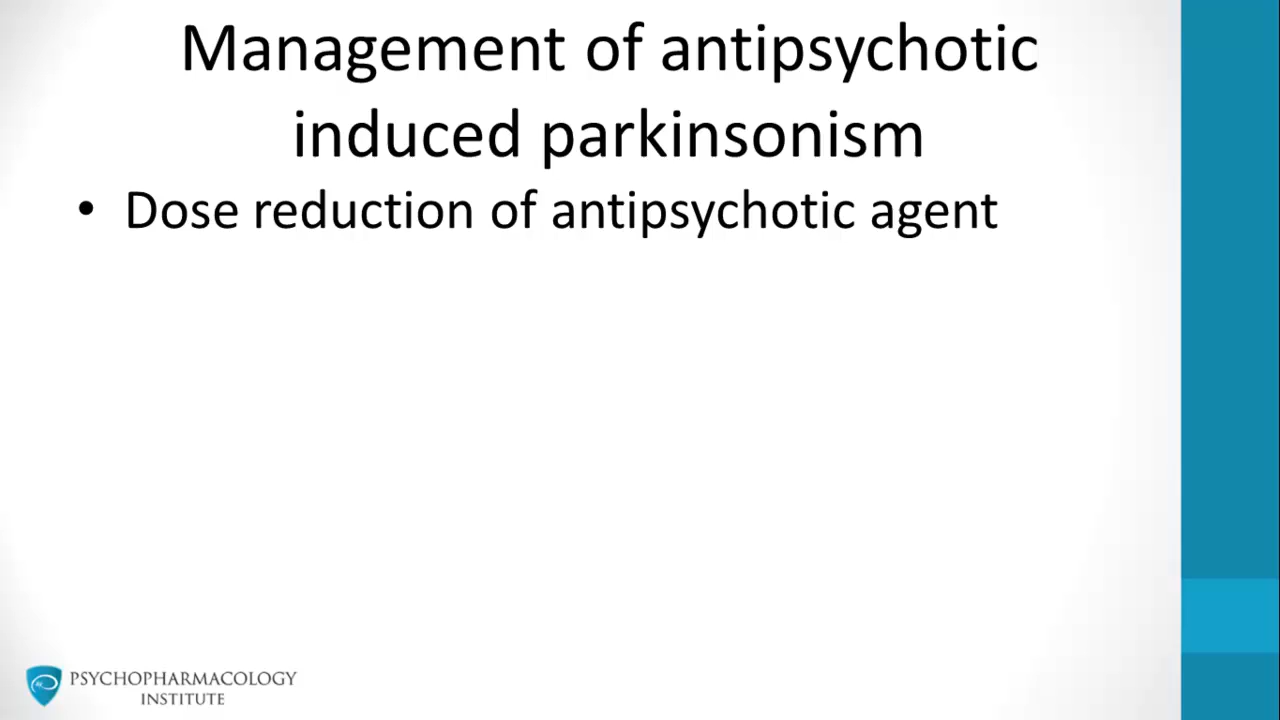 Management of antipsychotic
induced parkinsonism
• Dose reduction of antipsychotic agent
PSYCHOPHARMACOLOGY
INSTITUTE